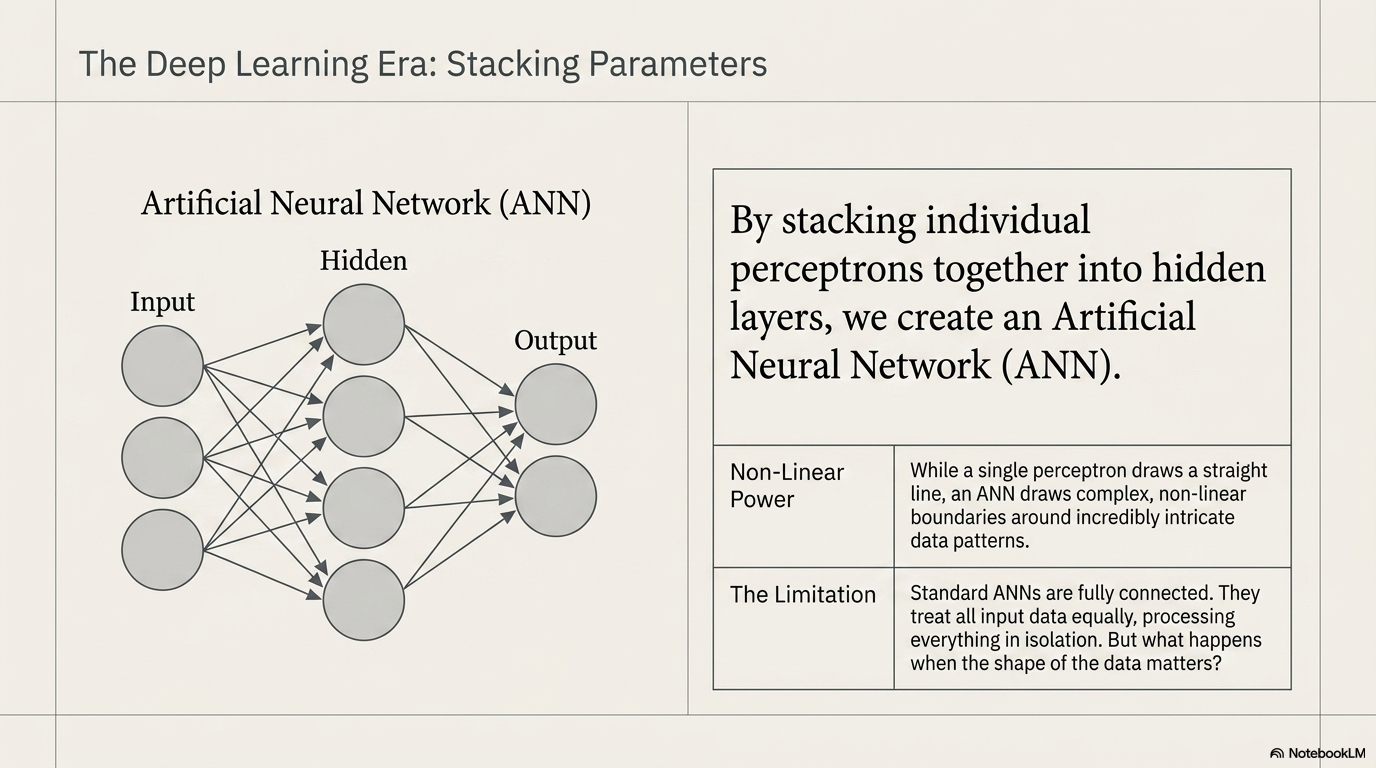 The Deep Learning Era: Stacking Parameters
Artificial Neural Network (ANN)
Hidden
Input
Output
By stacking individual
perceptrons together into hidden
layers, we create an Artificial
Neural Network (ANN).
Non-Linear
Power
While a single perceptron draws a straight
line, an ANN draws complex, non-linear
boundaries around incredibly intricate
data patterns.
The Limitation
Standard ANNs are fully connected. They
treat all input data equally, processing
everything in isolation. But what happens
when the shape of the data matters?
NotebookLM